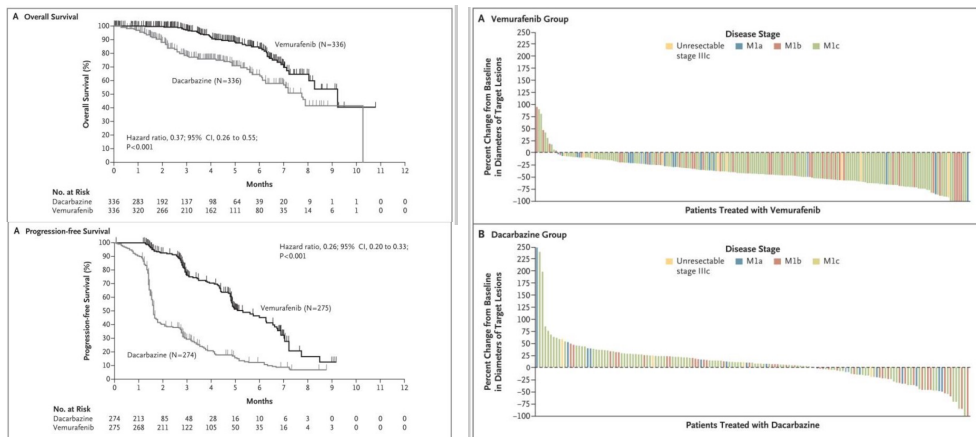 A Overall Survival
100
90
80
70
60
50
40
30
20
10
0
Overall Survival (%)
Vemurafenib (N=336)
Dacarbazine (N=336)
Hazard ratio, 0.37; 95% CI, 0.26 to 0.55;
P<0.001
0 1 2 3 4 5 6 7 8 9 10 11 12
Months
No. at Risk
Dacarbazine 336 283 192 137 98 64 39 20 9 1 1 0 0
Vemurafenib 336 320 266 210 162 111 80 35 14 6 1 0 0
A Progression-free Survival
100
90
80
70
60
50
40
30
20
10
0
Progression-free Survival (%)
Hazard ratio, 0.26; 95% CI, 0.20 to 0.33;
P<0.001
Vemurafenib (N=275)
Dacarbazine (N=274)
0 1 2 3 4 5 6 7 8 9 10 11 12
Months
No. at Risk
Dacarbazine 274 213 85 48 28 16 10 6 3 0 0 0 0
Vemurafenib 275 268 211 122 105 50 35 16 4 3 0 0 0
A Vemurafenib Group
Disease Stage
Unresectable
stage IIIc
M1a
M1b
M1c
250
225
200
175
150
125
100
75
50
25
0
−25
−50
−75
−100
Percent Change from Baseline
in Diameters of Target Lesions
Patients Treated with Vemurafenib
B Dacarbazine Group
Disease Stage
Unresectable
stage IIIc
M1a
M1b
M1c
250
225
200
175
150
125
100
75
50
25
0
−25
−50
−75
−100
Percent Change from Baseline
in Diameters of Target Lesions
Patients Treated with Dacarbazine